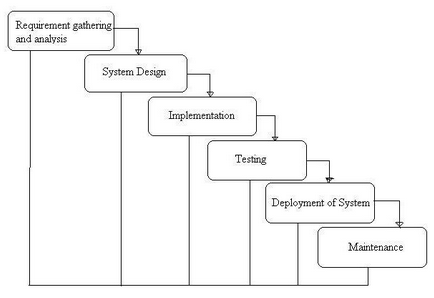 Requirement gathering
and analysis
System Design
Implementation
Testing
Deployment of System
Maintenance